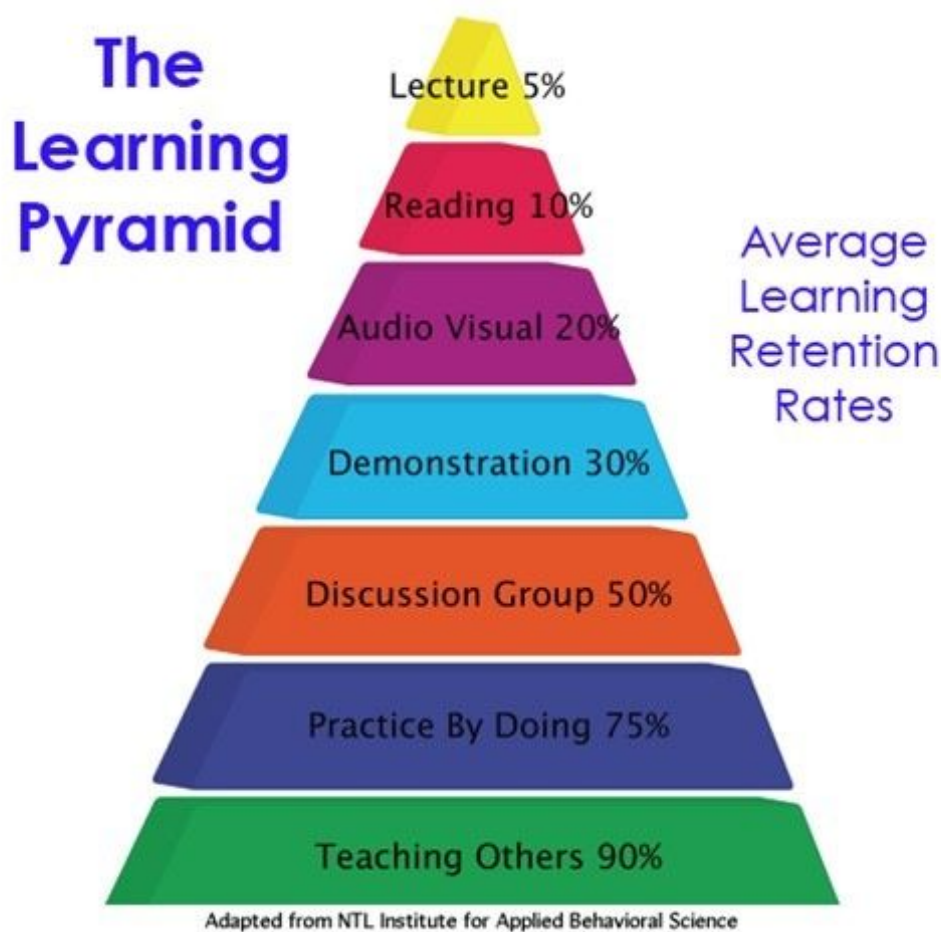 The
Learning
Pyramid
Lecture 5%
Reading 10%
Audio Visual 20%
Average
Learning
Retention
Rates
Demonstration 30%
Discussion Group 50%
Practice By Doing 75%
Teaching Others 90%
Adapted from NTL Institute for Applied Behavioral Science